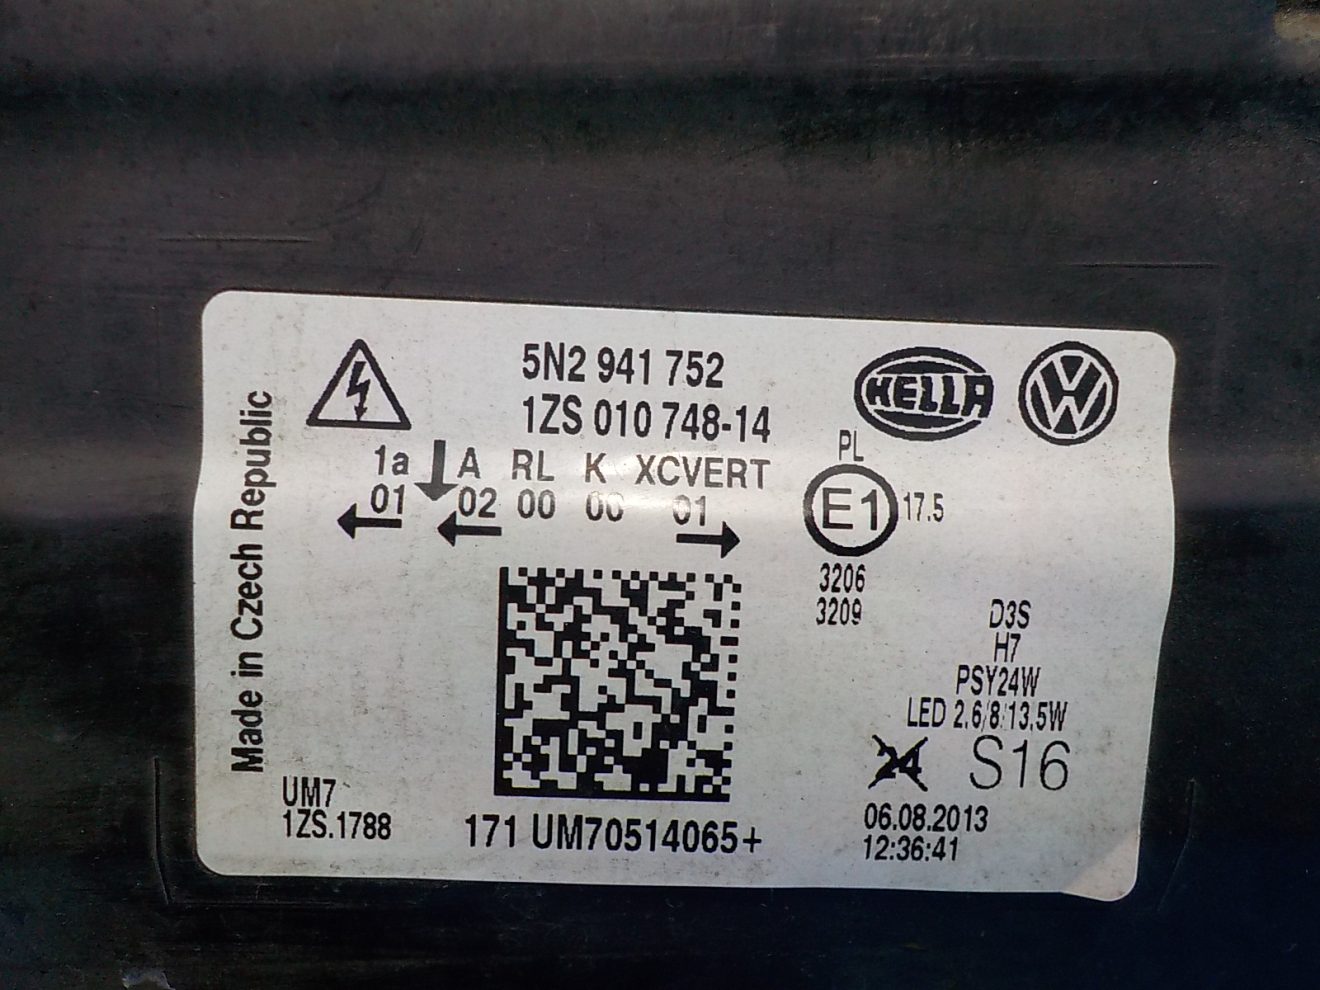 5N2 941 752
1ZS 010 748-14
HELLA
VW
1a A RL K XCVERT
01 02 00 00 01
PL
E1 17.5
3206
3209
D3S
H7
PSY24W
LED 2,6/8/13,5W
24 S16
06.08.2013
12:36:41
Made in Czech Republic
UM7
1ZS.1788
171 UM70514065+